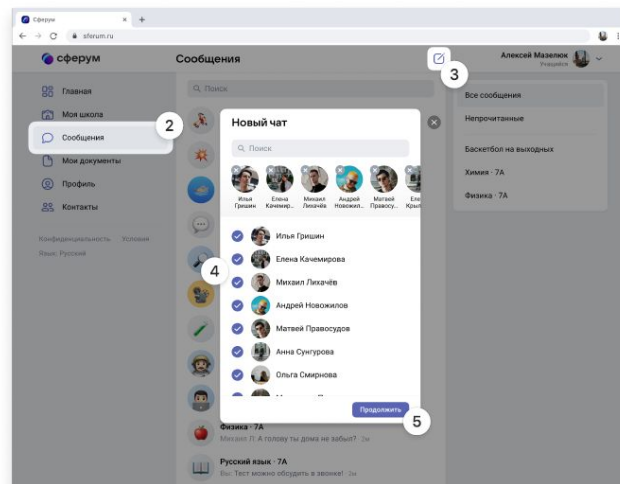 Сферум
sferum.ru
сферум
Сообщения
Алексей Мазелюк
Учащийся
3
Главная
Моя школа
Сообщения
2
Мои документы
Профиль
Контакты
Конфиденциальность Условия
Язык: Русский
Поиск
Новый чат
Поиск
Илья Гришин
Елена Качемир...
Михаил Лихачёв
Андрей Новожил...
Матвей Правосу...
Еле
Крыл
Илья Гришин
Елена Качемирова
4
Михаил Лихачёв
Андрей Новожилов
Матвей Правосудов
Анна Сунгурова
Ольга Смирнова
Продолжить
5
Физика · 7А
Михаил Л: А голову ты дома не забыл? · 2м
Русский язык · 7А
Вы: Тест можно обсудить в звонке! · 2м
Все сообщения
Непрочитанные
Баскетбол на выходных
Химия · 7А
Физика · 7А